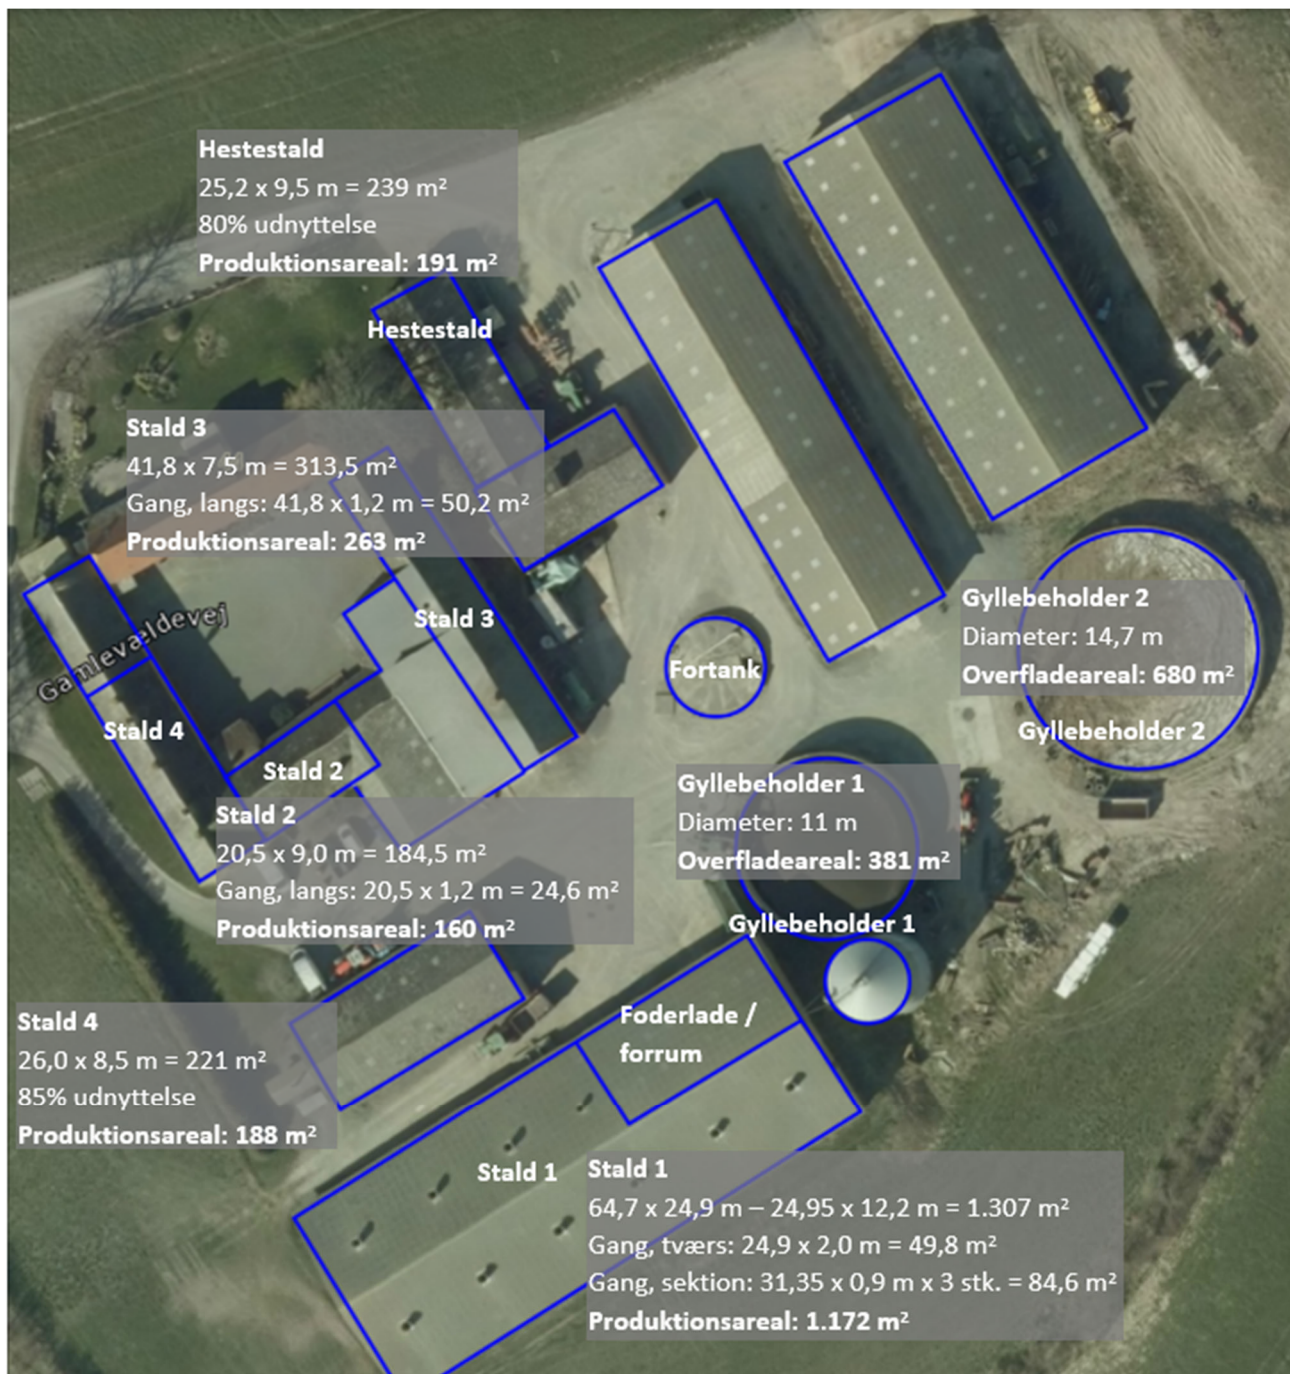 Hestestald
25,2 x 9,5 m = 239 m²
80% udnyttelse
Produktionsareal: 191 m²
Hestestald
Stald 3
41,8 x 7,5 m = 313,5 m²
Gang, langs: 41,8 x 1,2 m = 50,2 m²
Produktionsareal: 263 m²
Gyllebeholder 2
Diameter: 14,7 m
Overfladeareal: 680 m²
Gamlevældevej
Stald 3
Fortank
Stald 4
Gyllebeholder 2
Stald 2
Gyllebeholder 1
Diameter: 11 m
Overfladeareal: 381 m²
Stald 2
20,5 x 9,0 m = 184,5 m²
Gang, langs: 20,5 x 1,2 m = 24,6 m²
Produktionsareal: 160 m²
Gyllebeholder 1
Foderlade /
forrum
Stald 4
26,0 x 8,5 m = 221 m²
85% udnyttelse
Produktionsareal: 188 m²
Stald 1
Stald 1
64,7 x 24,9 m – 24,95 x 12,2 m = 1.307 m²
Gang, tværs: 24,9 x 2,0 m = 49,8 m²
Gang, sektion: 31,35 x 0,9 m x 3 stk. = 84,6 m²
Produktionsareal: 1.172 m²